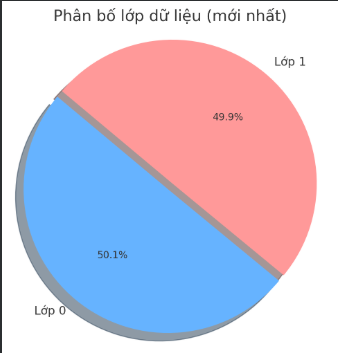 Phân bố lớp dữ liệu (mới nhất)
Lớp 1
49.9%
50.1%
Lớp 0